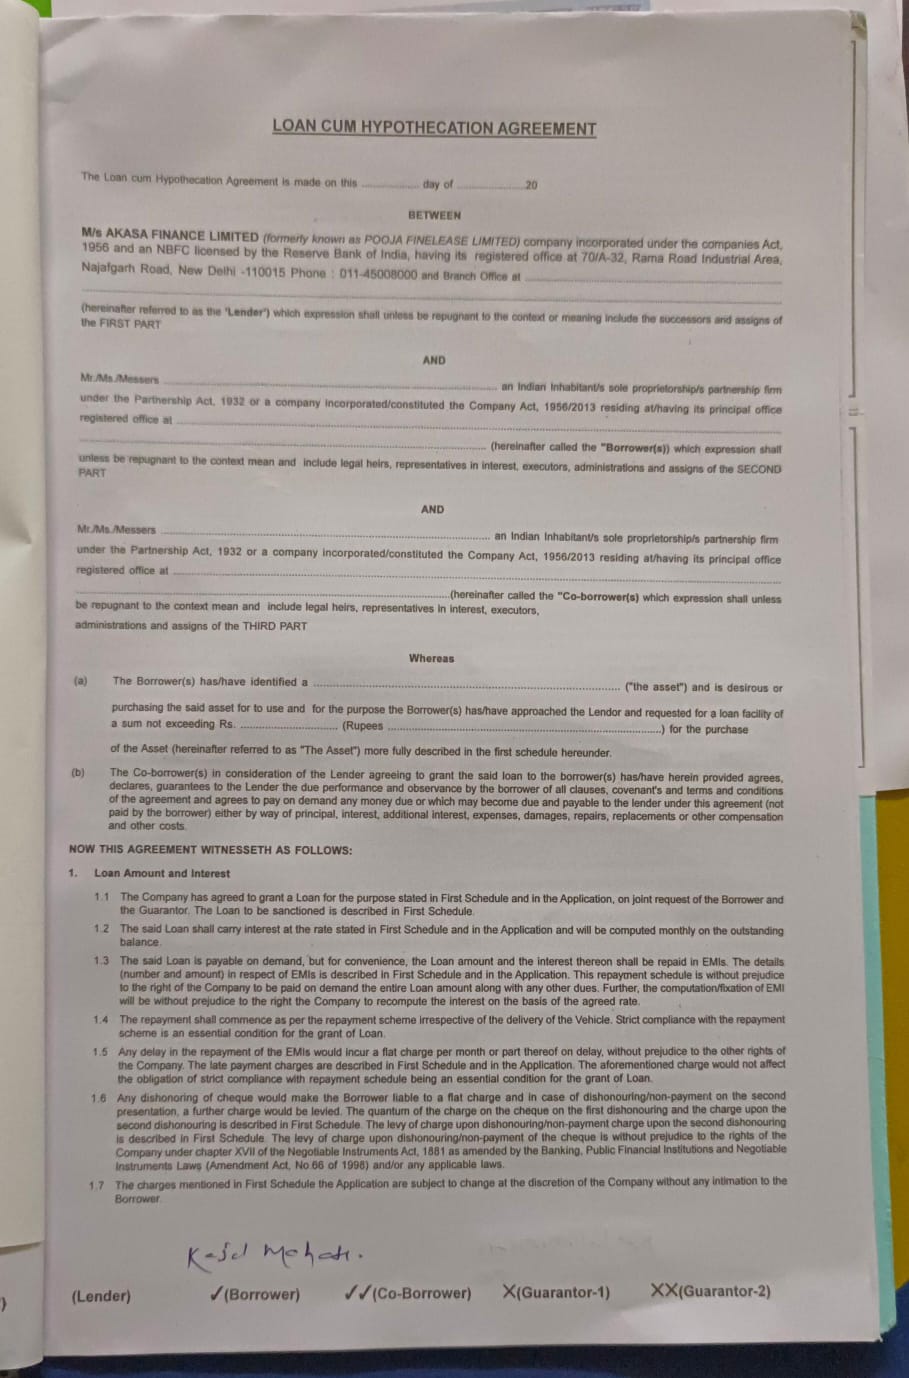 LOAN CUM HYPOTHECATION AGREEMENT
The Loan cum Hypothecation Agreement is made on this .................. day of ......................20
BETWEEN
M/s AKASA FINANCE LIMITED (formerly known as POOJA FINELEASE LIMITED) company incorporated under the companies Act,
1956 and an NBFC licensed by the Reserve Bank of India, having its registered office at 70/A-32, Rama Road Industrial Area,
Najafgarh Road, New Delhi -110015 Phone : 011-45008000 and Branch Office at ..............................
(hereinafter referred to as the 'Lender') which expression shall unless be repugnant to the context or meaning include the successors and assigns of
the FIRST PART
AND
Mr./Ms./Messers .............................. an Indian Inhabitant/s sole proprietorship/s partnership firm
under the Partnership Act, 1932 or a company incorporated/constituted the Company Act, 1956/2013 residing at/having its principal office
registered office at ..............................
.............................. (hereinafter called the "Borrower(s)) which expression shall
unless be repugnant to the context mean and include legal heirs, representatives in interest, executors, administrations and assigns of the SECOND
PART
AND
Mr./Ms./Messers .............................. an Indian Inhabitant/s sole proprietorship/s partnership firm
under the Partnership Act, 1932 or a company incorporated/constituted the Company Act, 1956/2013 residing at/having its principal office
registered office at ..............................
..............................(hereinafter called the "Co-borrower(s) which expression shall unless
be repugnant to the context mean and include legal heirs, representatives in interest, executors,
administrations and assigns of the THIRD PART
Whereas
(a) The Borrower(s) has/have identified a .............................. ("the asset") and is desirous or
purchasing the said asset for to use and for the purpose the Borrower(s) has/have approached the Lendor and requested for a loan facility of
a sum not exceeding Rs. .............................. (Rupees ..............................) for the purchase
of the Asset (hereinafter referred to as "The Asset") more fully described in the first schedule hereunder.
(b) The Co-borrower(s) in consideration of the Lender agreeing to grant the said loan to the borrower(s) has/have herein provided agrees,
declares, guarantees to the Lender the due performance and observance by the borrower of all clauses, covenant's and terms and conditions
of the agreement and agrees to pay on demand any money due or which may become due and payable to the lender under this agreement (not
paid by the borrower) either by way of principal, interest, additional interest, expenses, damages, repairs, replacements or other compensation
and other costs.
NOW THIS AGREEMENT WITNESSETH AS FOLLOWS:
1. Loan Amount and Interest
1.1 The Company has agreed to grant a Loan for the purpose stated in First Schedule and in the Application, on joint request of the Borrower and
the Guarantor. The Loan to be sanctioned is described in First Schedule.
1.2 The said Loan shall carry interest at the rate stated in First Schedule and in the Application and will be computed monthly on the outstanding
balance.
1.3 The said Loan is payable on demand, but for convenience, the Loan amount and the interest thereon shall be repaid in EMIs. The details
(number and amount) in respect of EMIs is described in First Schedule and in the Application. This repayment schedule is without prejudice
to the right of the Company to be paid on demand the entire Loan amount along with any other dues. Further, the computation/fixation of EMI
will be without prejudice to the right the Company to recompute the interest on the basis of the agreed rate.
1.4 The repayment shall commence as per the repayment scheme irrespective of the delivery of the Vehicle. Strict compliance with the repayment
scheme is an essential condition for the grant of Loan.
1.5 Any delay in the repayment of the EMIs would incur a flat charge per month or part thereof on delay, without prejudice to the other rights of
the Company. The late payment charges are described in First Schedule and in the Application. The aforementioned charge would not affect
the obligation of strict compliance with repayment schedule being an essential condition for the grant of Loan.
1.6 Any dishonoring of cheque would make the Borrower liable to a flat charge and in case of dishonouring/non-payment on the second
presentation, a further charge would be levied. The quantum of the charge on the cheque on the first dishonouring and the charge upon the
second dishonouring is described in First Schedule. The levy of charge upon dishonouring/non-payment charge upon the second dishonouring
is described in First Schedule. The levy of charge upon dishonouring/non-payment of the cheque is without prejudice to the rights of the
Company under chapter XVII of the Negotiable Instruments Act, 1881 as amended by the Banking, Public Financial Institutions and Negotiable
Instruments Laws (Amendment Act, No.66 of 1998) and/or any applicable laws.
1.7 The charges mentioned in First Schedule the Application are subject to change at the discretion of the Company without any intimation to the
Borrower.
(Lender) ✓(Borrower) ✓✓(Co-Borrower) X(Guarantor-1) XX(Guarantor-2)